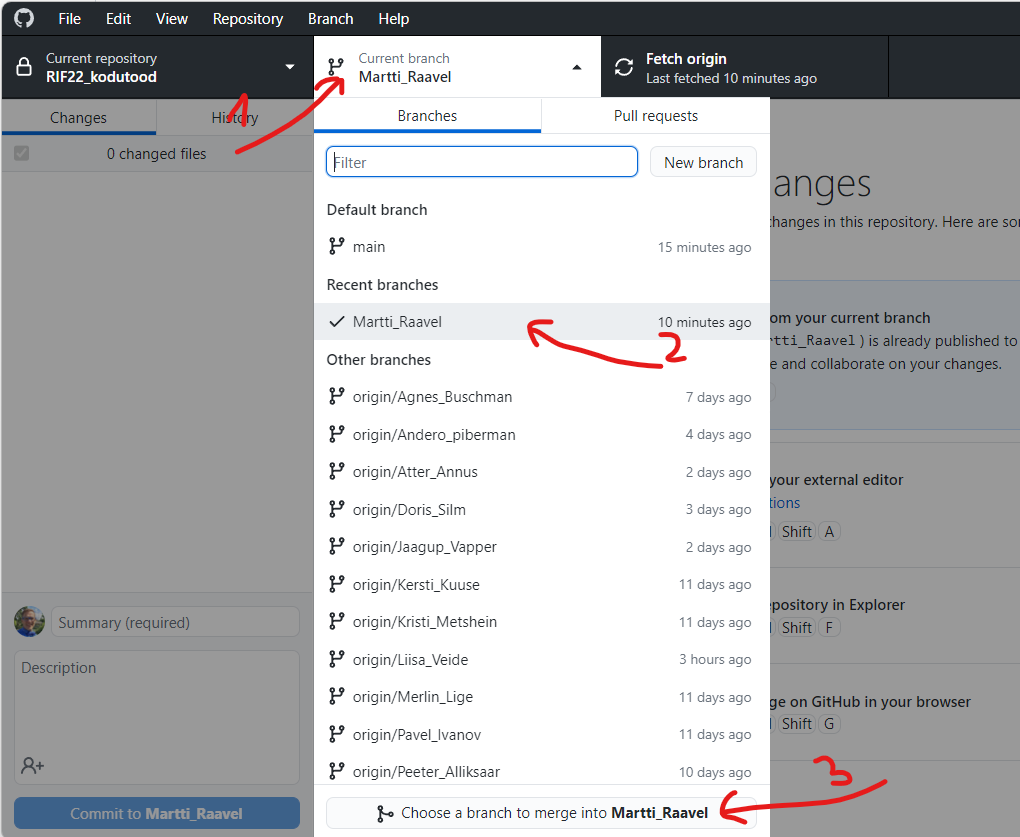 File Edit View Repository Branch Help
Current repository
RIF22_kodutood
Current branch
Martti_Raavel
Fetch origin
Last fetched 10 minutes ago
1
Changes
History
0 changed files
Branches
Pull requests
Filter
New branch
Default branch
main 15 minutes ago
Recent branches
Martti_Raavel 10 minutes ago
2
Other branches
origin/Agnes_Buschman 7 days ago
origin/Andero_piberman 4 days ago
origin/Atter_Annus 2 days ago
origin/Doris_Silm 3 days ago
origin/Jaagup_Vapper 2 days ago
origin/Kersti_Kuuse 11 days ago
origin/Kristi_Metshein 11 days ago
origin/Liisa_Veide 3 hours ago
origin/Merlin_Lige 11 days ago
origin/Pavel_Ivanov 11 days ago
origin/Peeter_Alliksaar 10 days ago
Choose a branch to merge into Martti_Raavel
3
Summary (required)
Description
Commit to Martti_Raavel
anges
changes in this repository. Here are so
om your current branch
rtti_Raavel ) is already published to
e and collaborate on your changes.
your external editor
tions
Shift A
epository in Explorer
Shift F
ge on GitHub in your browser
Shift G